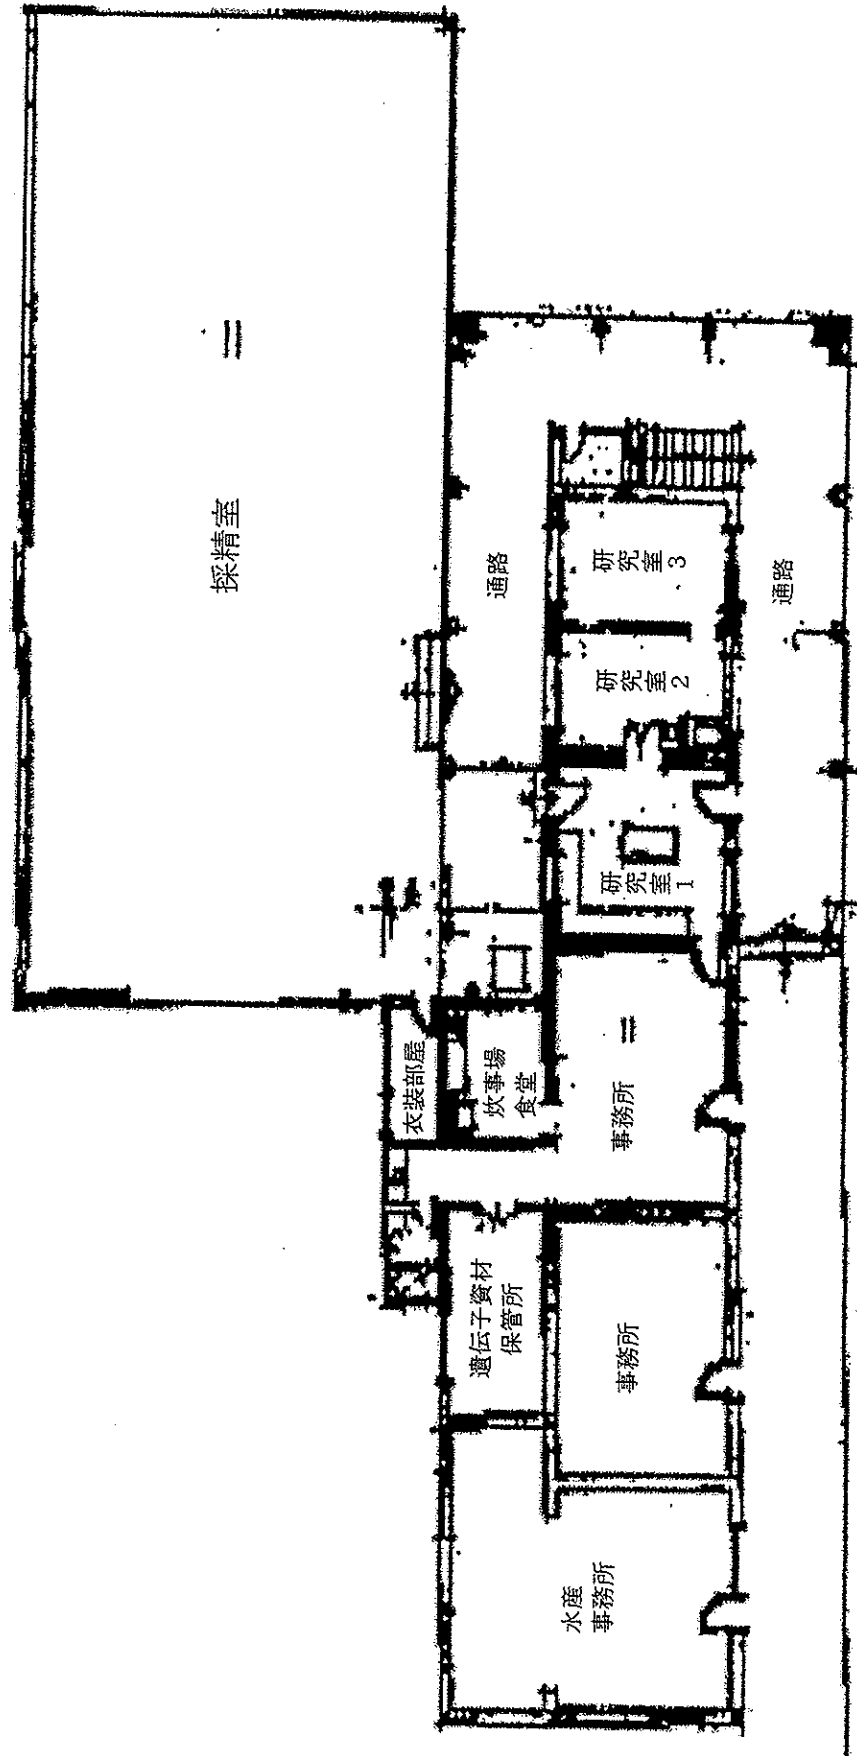 採精室
通路
研究室3
研究室2
研究室1
通路
衣装部屋
炊事場
食堂
事務所
遺伝子資材
保管所
事務所
水産
事務所